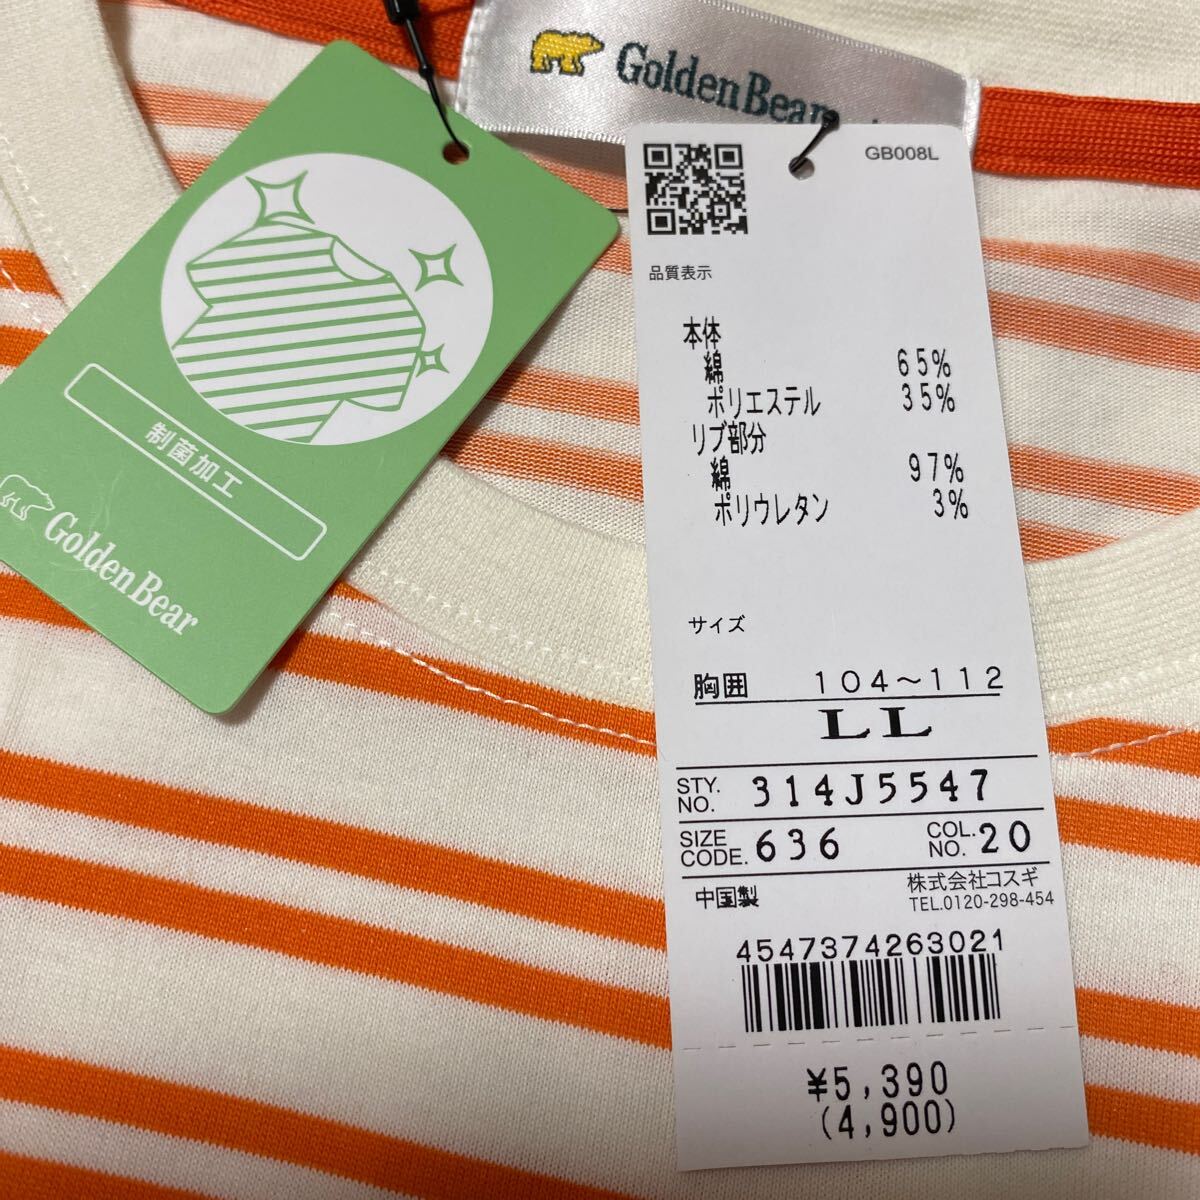 Golden Bear
制菌加工
Golden Bear
GB008L
品質表示
本体
綿 65%
ポリエステル 35%
リブ部分
綿 97%
ポリウレタン 3%
サイズ
胸囲 104～112
LL
STY. NO. 314J5547
SIZE CODE. 636 COL. NO. 20
中国製
株式会社コスギ
TEL.0120-298-454
4547374263021
¥5,390
(4,900)